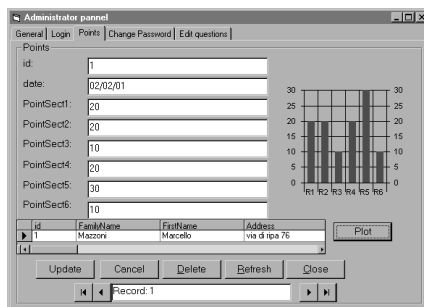 Administrator pannel
General Login Points Change Password Edit questions
Points
id: 1
date: 02/02/01
PointSect1: 20
PointSect2: 20
PointSect3: 10
PointSect4: 20
PointSect5: 30
PointSect6: 10
30 30
25 25
20 20
15 15
10 10
5 5
0 0
R1 R2 R3 R4 R5 R6
id FamilyName FirstName Address
1 Mazzoni Marcello via di ripa 76
Plot
Update Cancel Delete Refresh Close
Record: 1